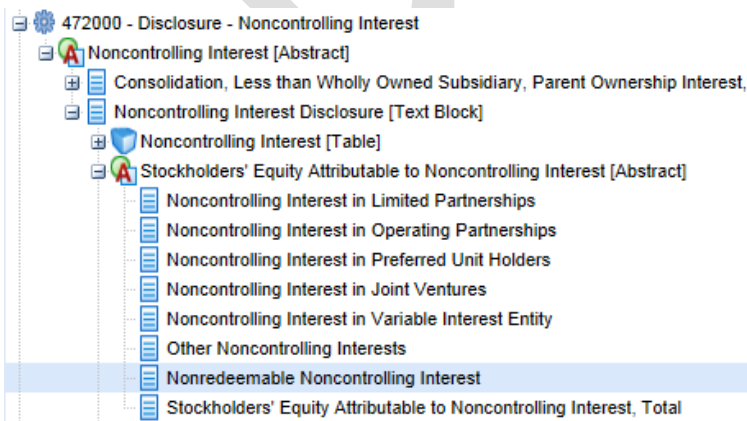 472000 - Disclosure - Noncontrolling Interest
Noncontrolling Interest [Abstract]
Consolidation, Less than Wholly Owned Subsidiary, Parent Ownership Interest,
Noncontrolling Interest Disclosure [Text Block]
Noncontrolling Interest [Table]
Stockholders' Equity Attributable to Noncontrolling Interest [Abstract]
Noncontrolling Interest in Limited Partnerships
Noncontrolling Interest in Operating Partnerships
Noncontrolling Interest in Preferred Unit Holders
Noncontrolling Interest in Joint Ventures
Noncontrolling Interest in Variable Interest Entity
Other Noncontrolling Interests
Nonredeemable Noncontrolling Interest
Stockholders' Equity Attributable to Noncontrolling Interest, Total